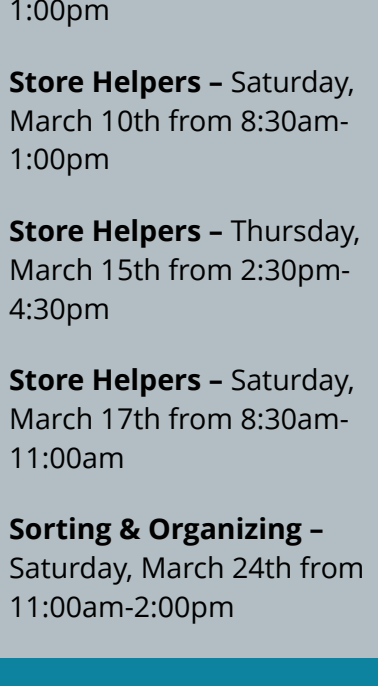 1:00pm
Store Helpers – Saturday,
March 10th from 8:30am-
1:00pm
Store Helpers – Thursday,
March 15th from 2:30pm-
4:30pm
Store Helpers – Saturday,
March 17th from 8:30am-
11:00am
Sorting & Organizing –
Saturday, March 24th from
11:00am-2:00pm